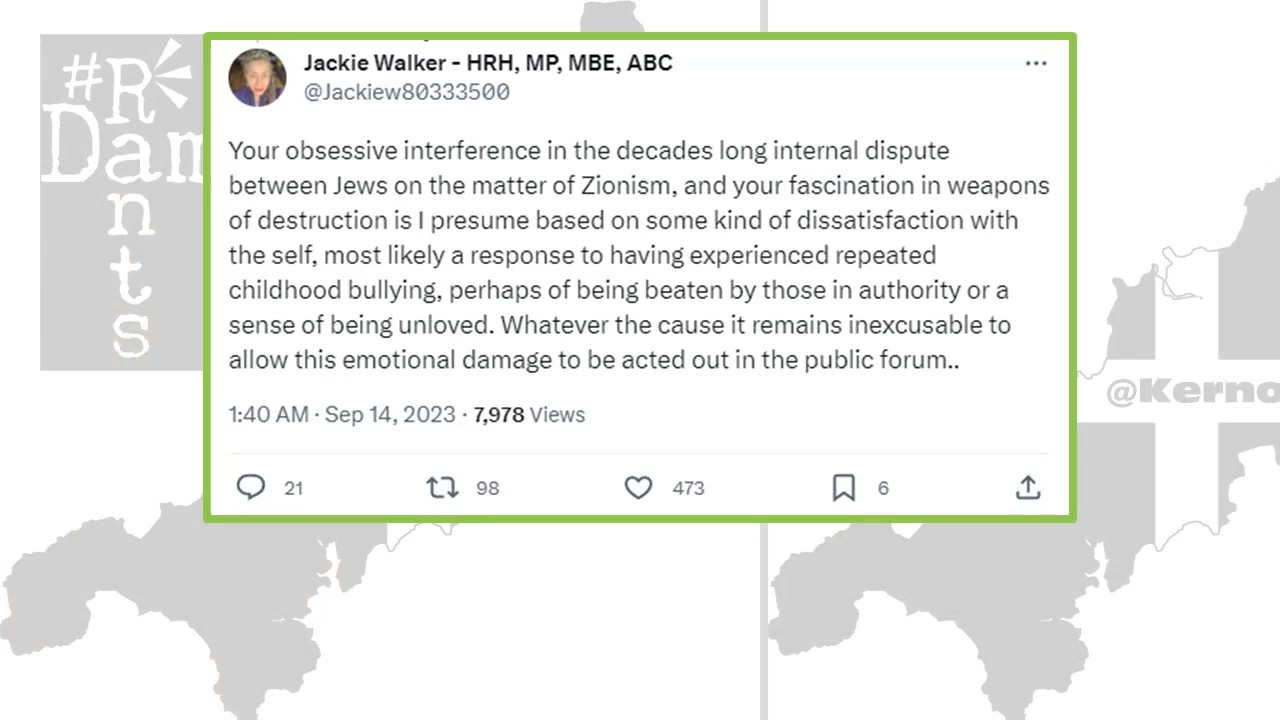 #R
Dam
a
n
t
s
Jackie Walker - HRH, MP, MBE, ABC
@Jackiew80333500
Your obsessive interference in the decades long internal dispute
between Jews on the matter of Zionism, and your fascination in weapons
of destruction is I presume based on some kind of dissatisfaction with
the self, most likely a response to having experienced repeated
childhood bullying, perhaps of being beaten by those in authority or a
sense of being unloved. Whatever the cause it remains inexcusable to
allow this emotional damage to be acted out in the public forum..
1:40 AM · Sep 14, 2023 · 7,978 Views
21 98 473 6
@Kerno